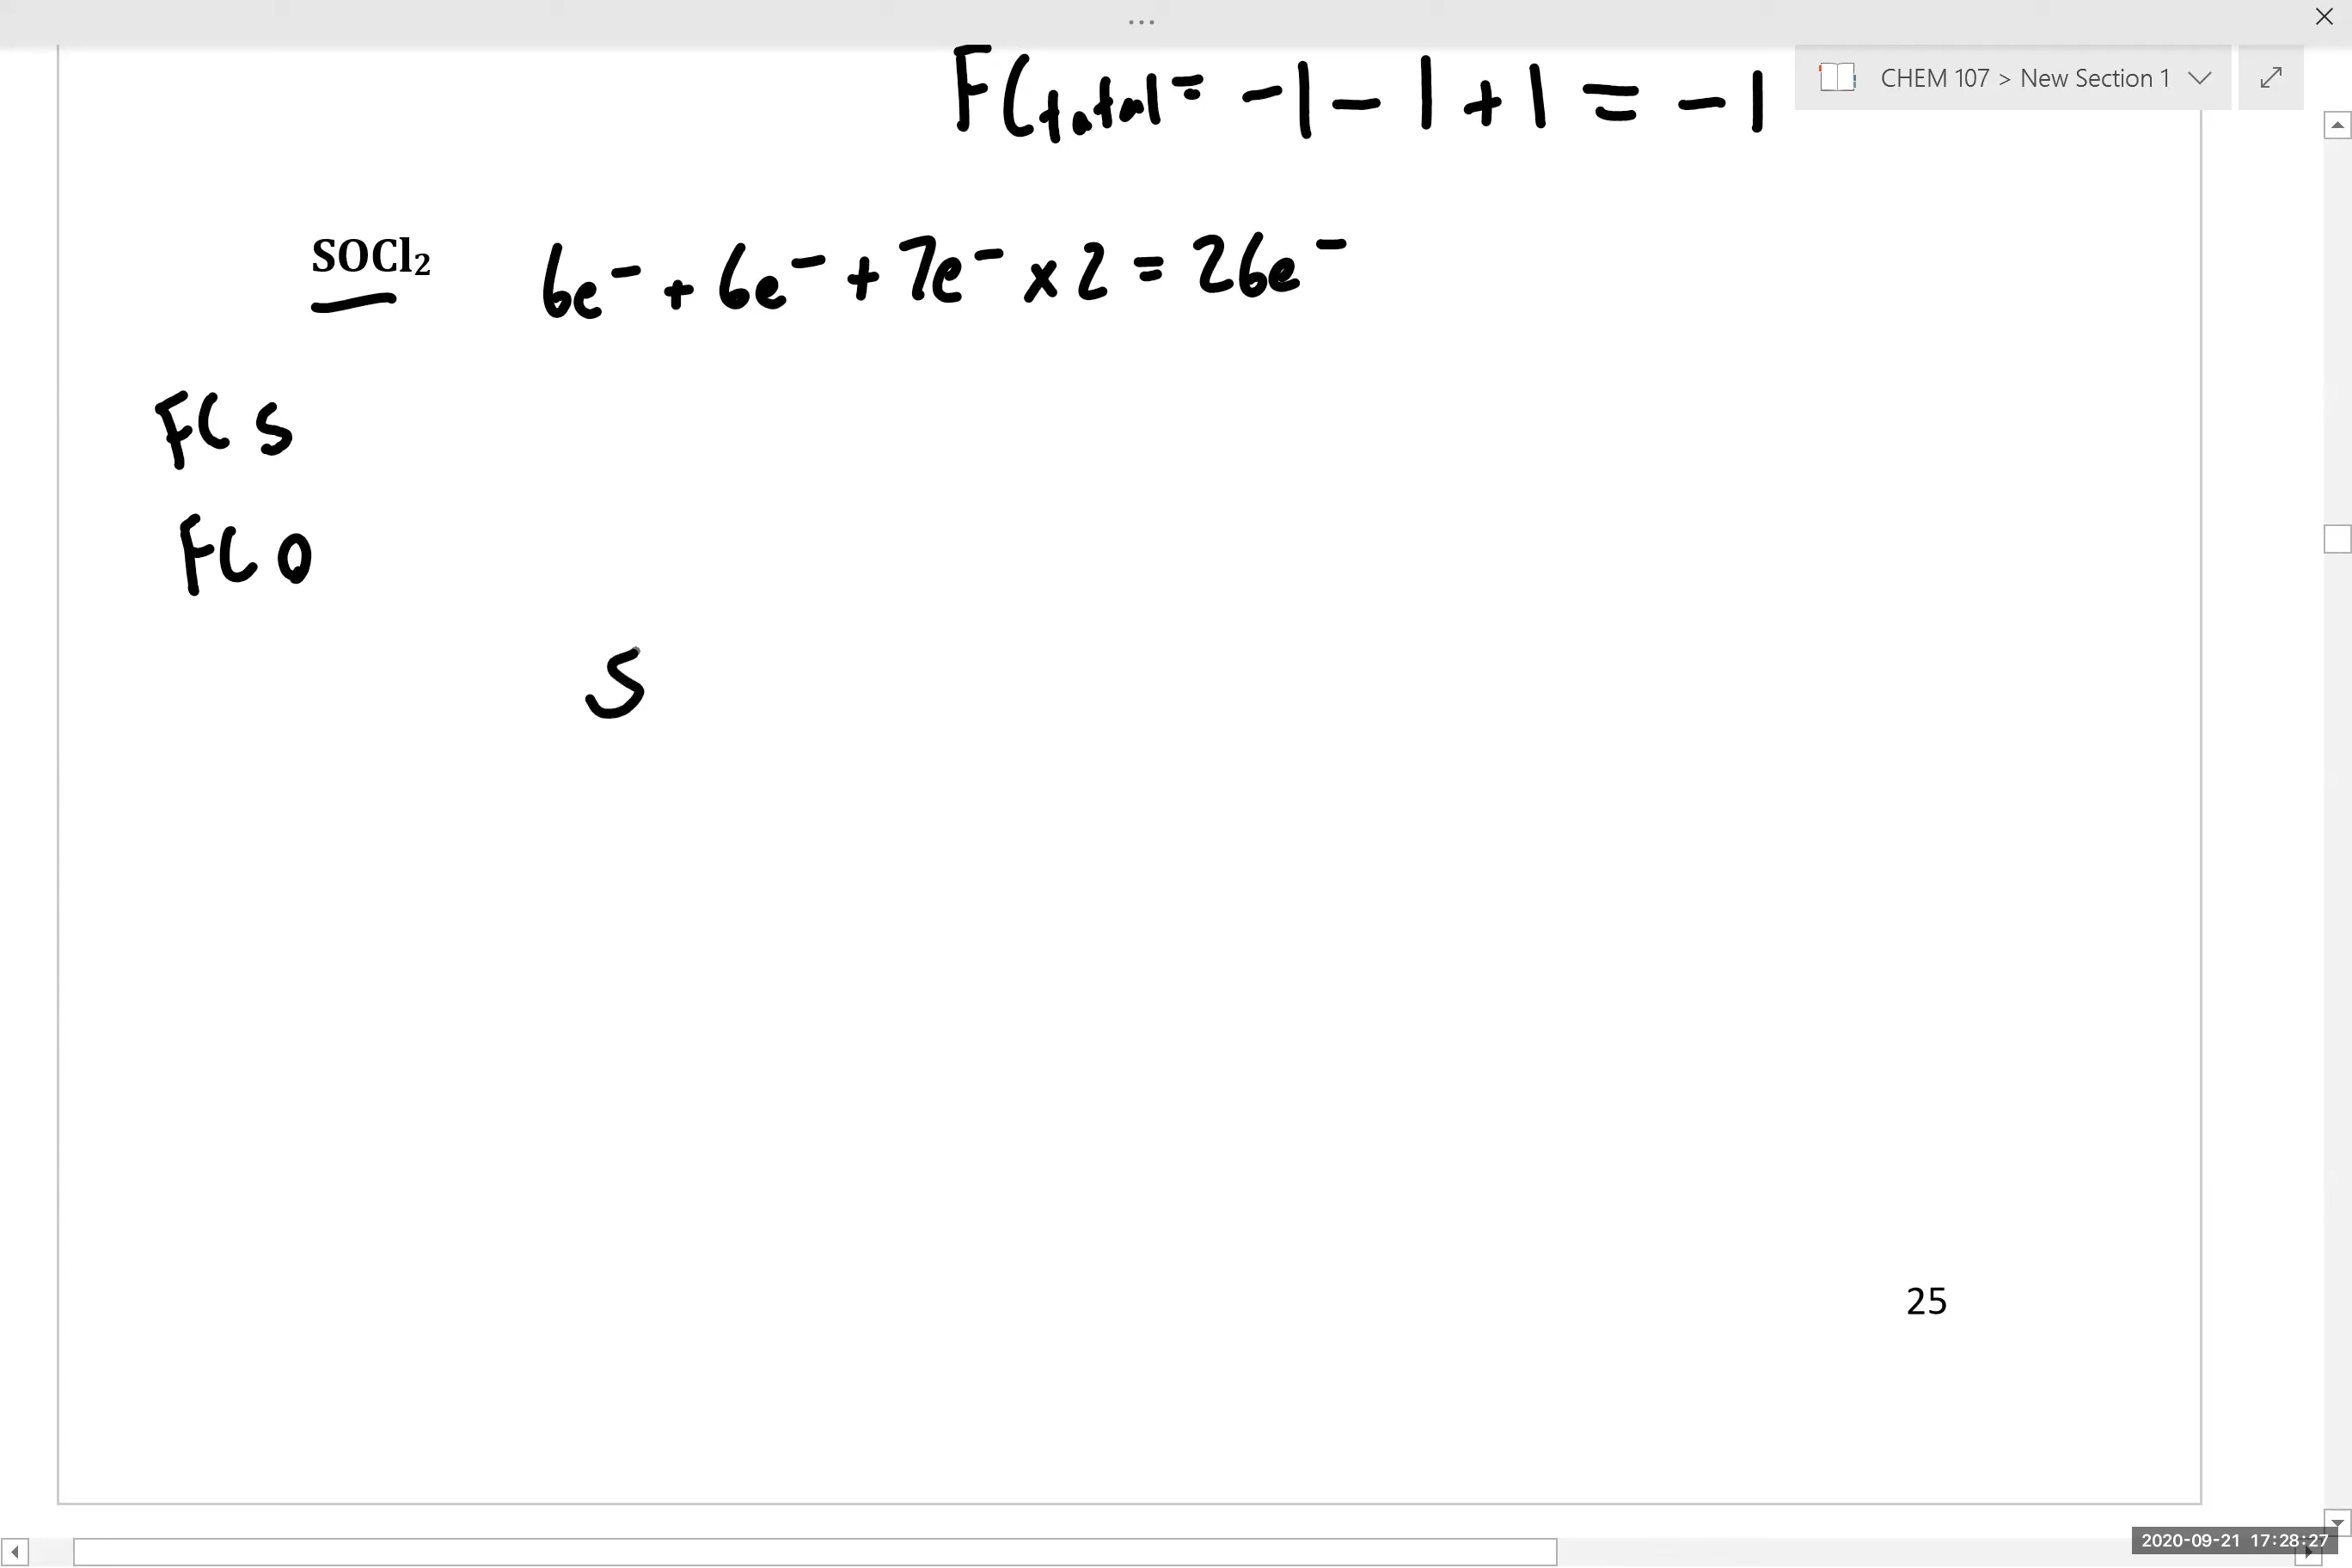 ...
FCtotal = -1 - 1 + 1 = -1
CHEM 107 > New Section 1
SOCl₂ 6e⁻ + 6e⁻ + 7e⁻ x 2 = 26e⁻
FC S
FC O
S
25
2020-09-21 17:28:27